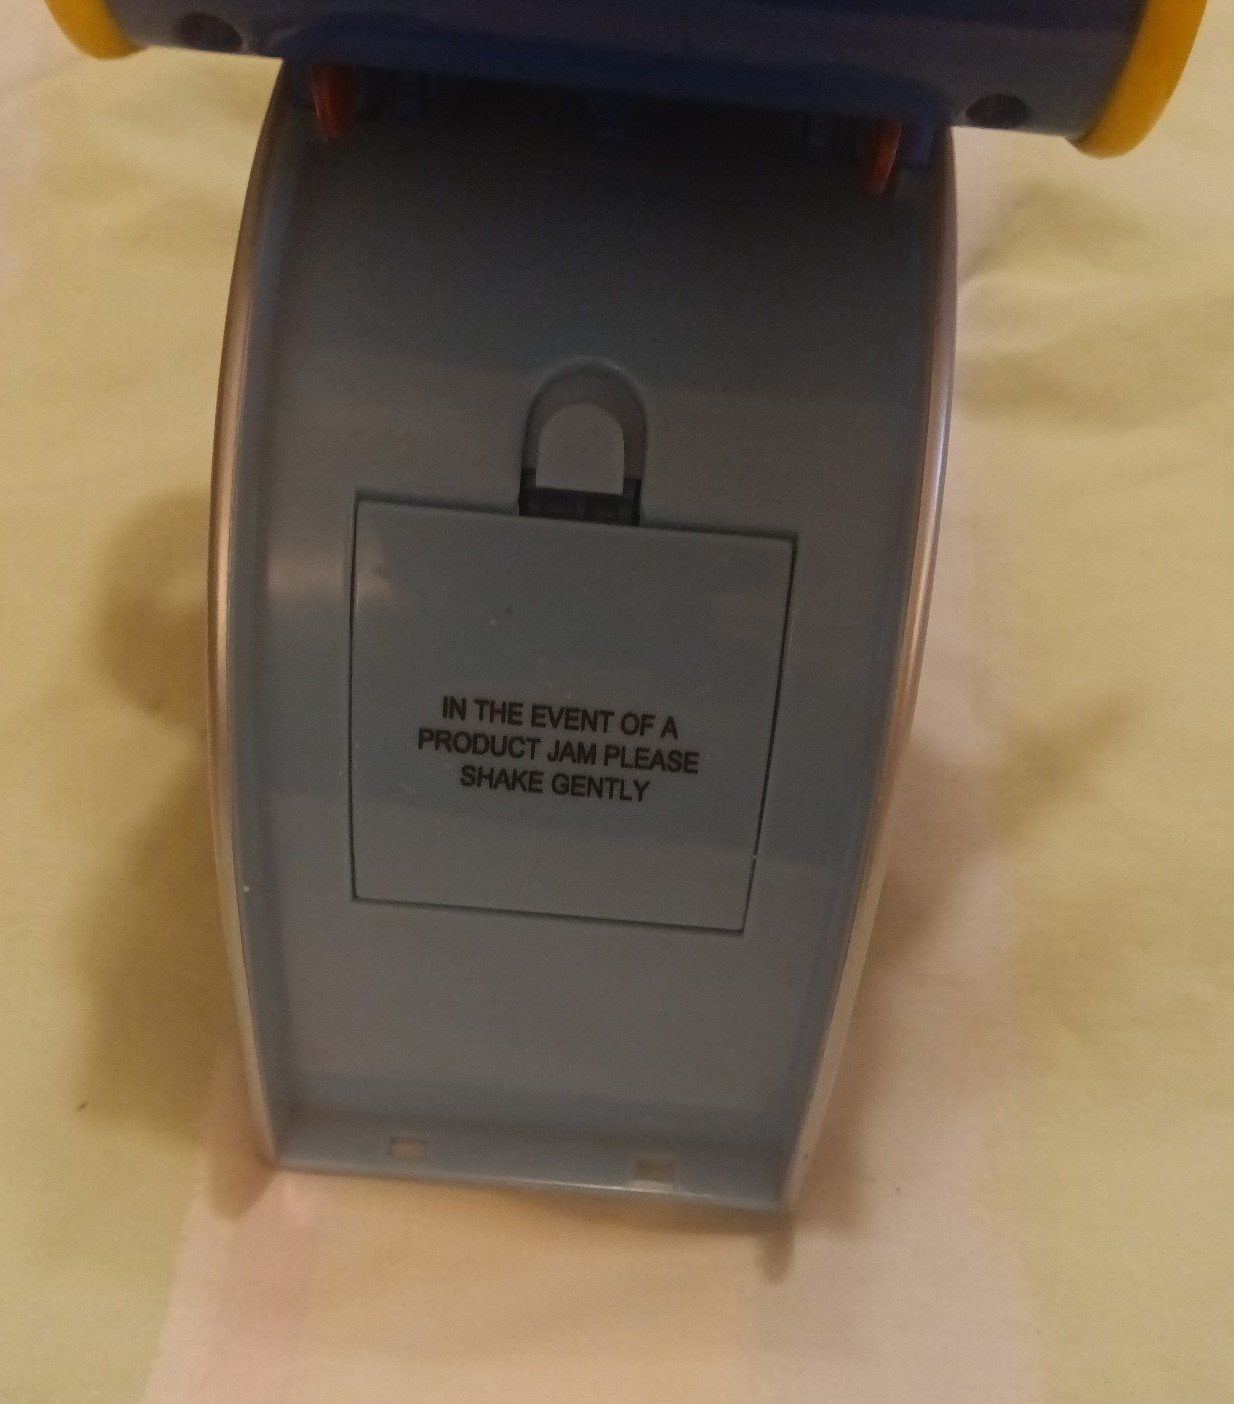 IN THE EVENT OF A
PRODUCT JAM PLEASE
SHAKE GENTLY